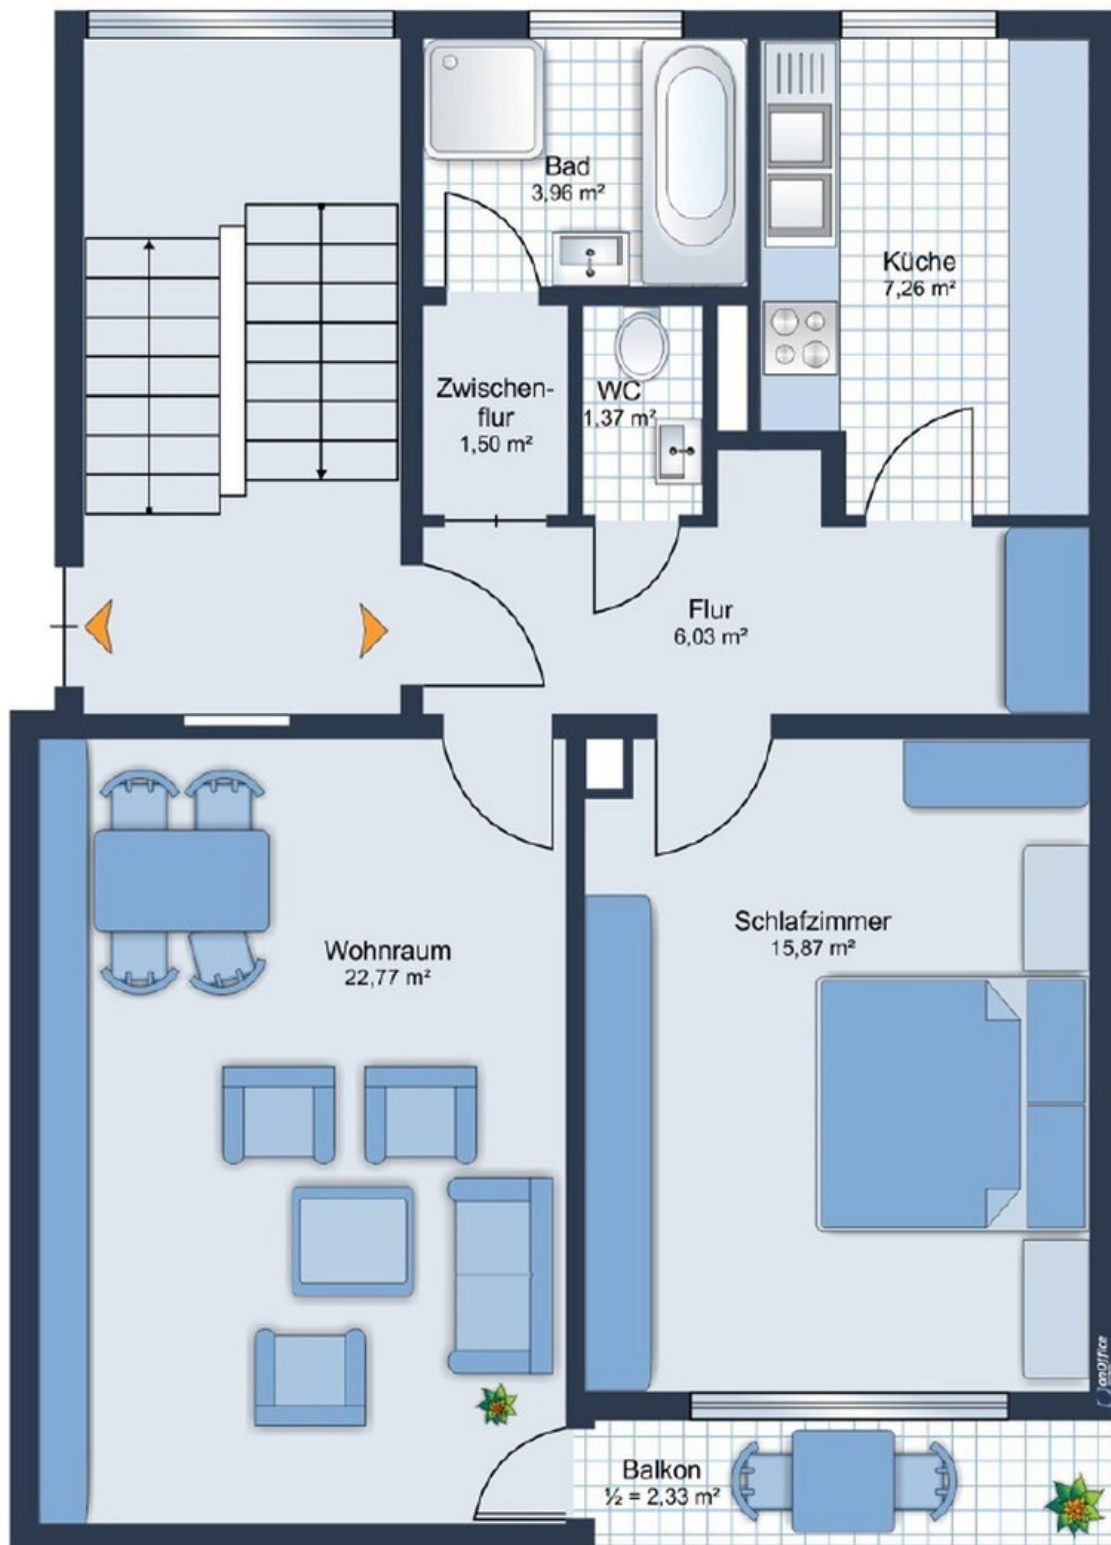 Bad
3,96 m²
Küche
7,26 m²
Zwischen-
flur
1,50 m²
WC
1,37 m²
Flur
6,03 m²
Wohnraum
22,77 m²
Schlafzimmer
15,87 m²
onOffice
Balkon
½ = 2,33 m²